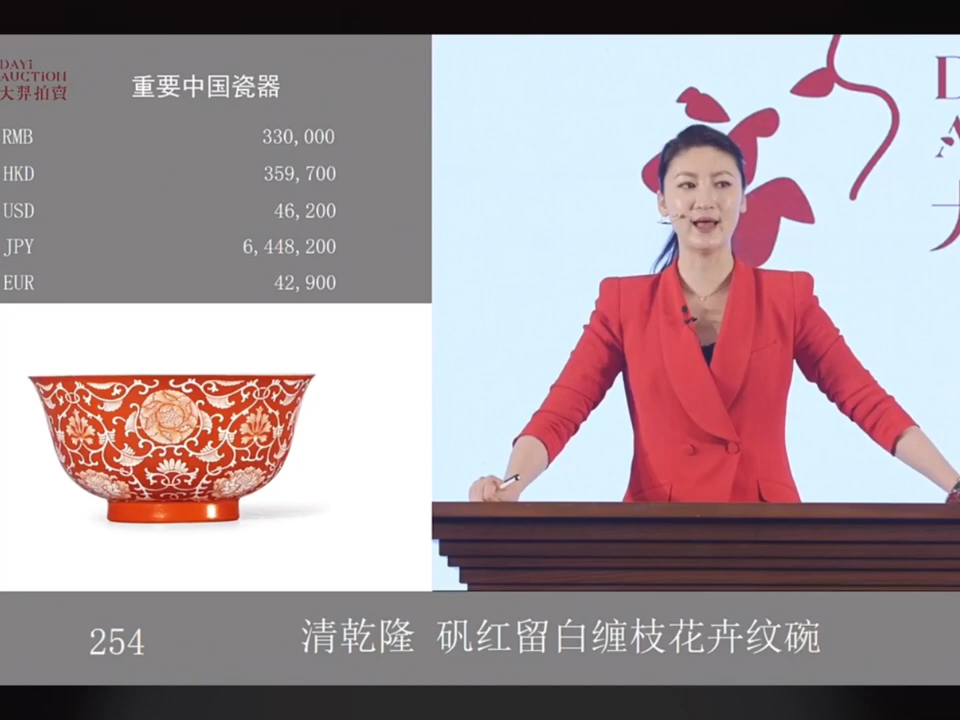 DAYI
AUCTION
大羿拍賣
重要中国瓷器
RMB 330,000
HKD 359,700
USD 46,200
JPY 6,448,200
EUR 42,900
254 清乾隆 矾红留白缠枝花卉纹碗